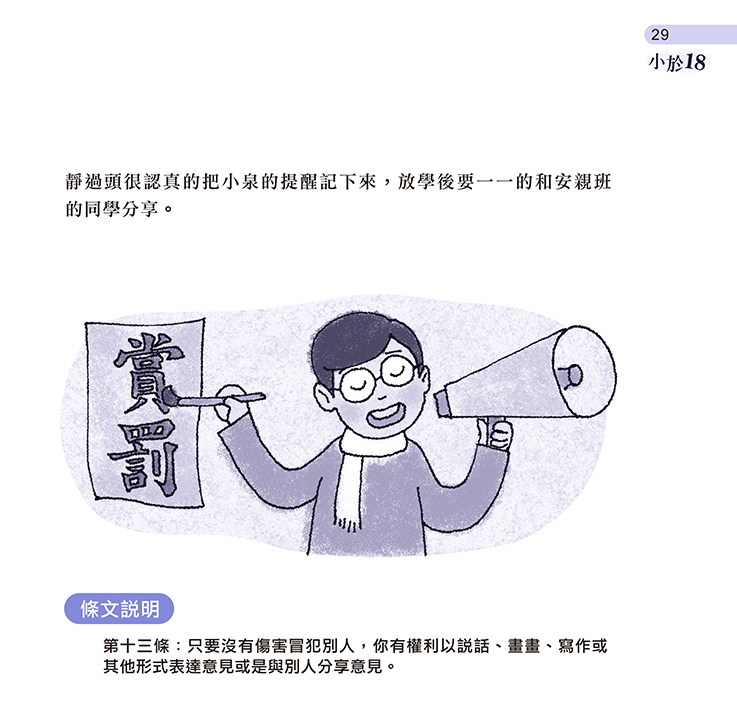 29
小於18
靜過頭很認真的把小泉的提醒記下來，放學後要一一的和安親班
的同學分享。
賞
罰
條文說明
第十三條：只要沒有傷害冒犯別人，你有權利以說話、畫畫、寫作或
其他形式表達意見或是與別人分享意見。